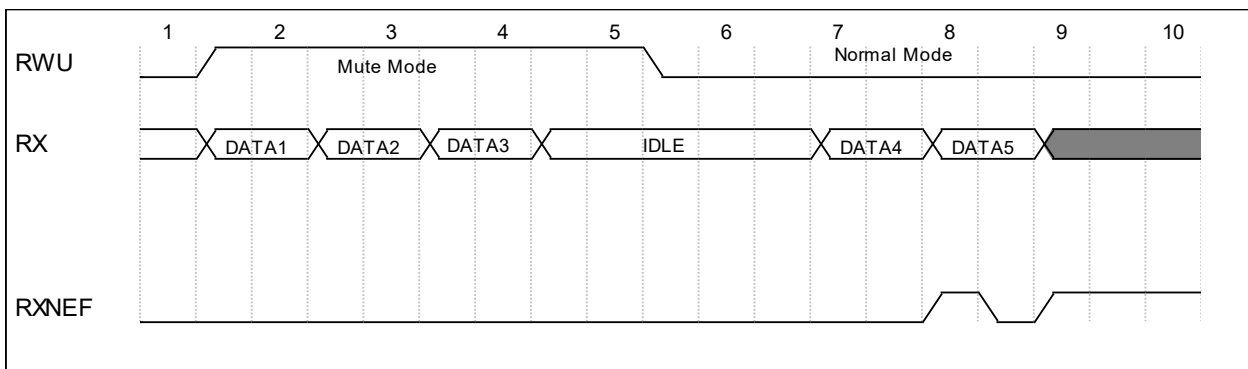 1 2 3 4 5 6 7 8 9 10
RWU Mute Mode Normal Mode
RX DATA1 DATA2 DATA3 IDLE DATA4 DATA5
RXNEF